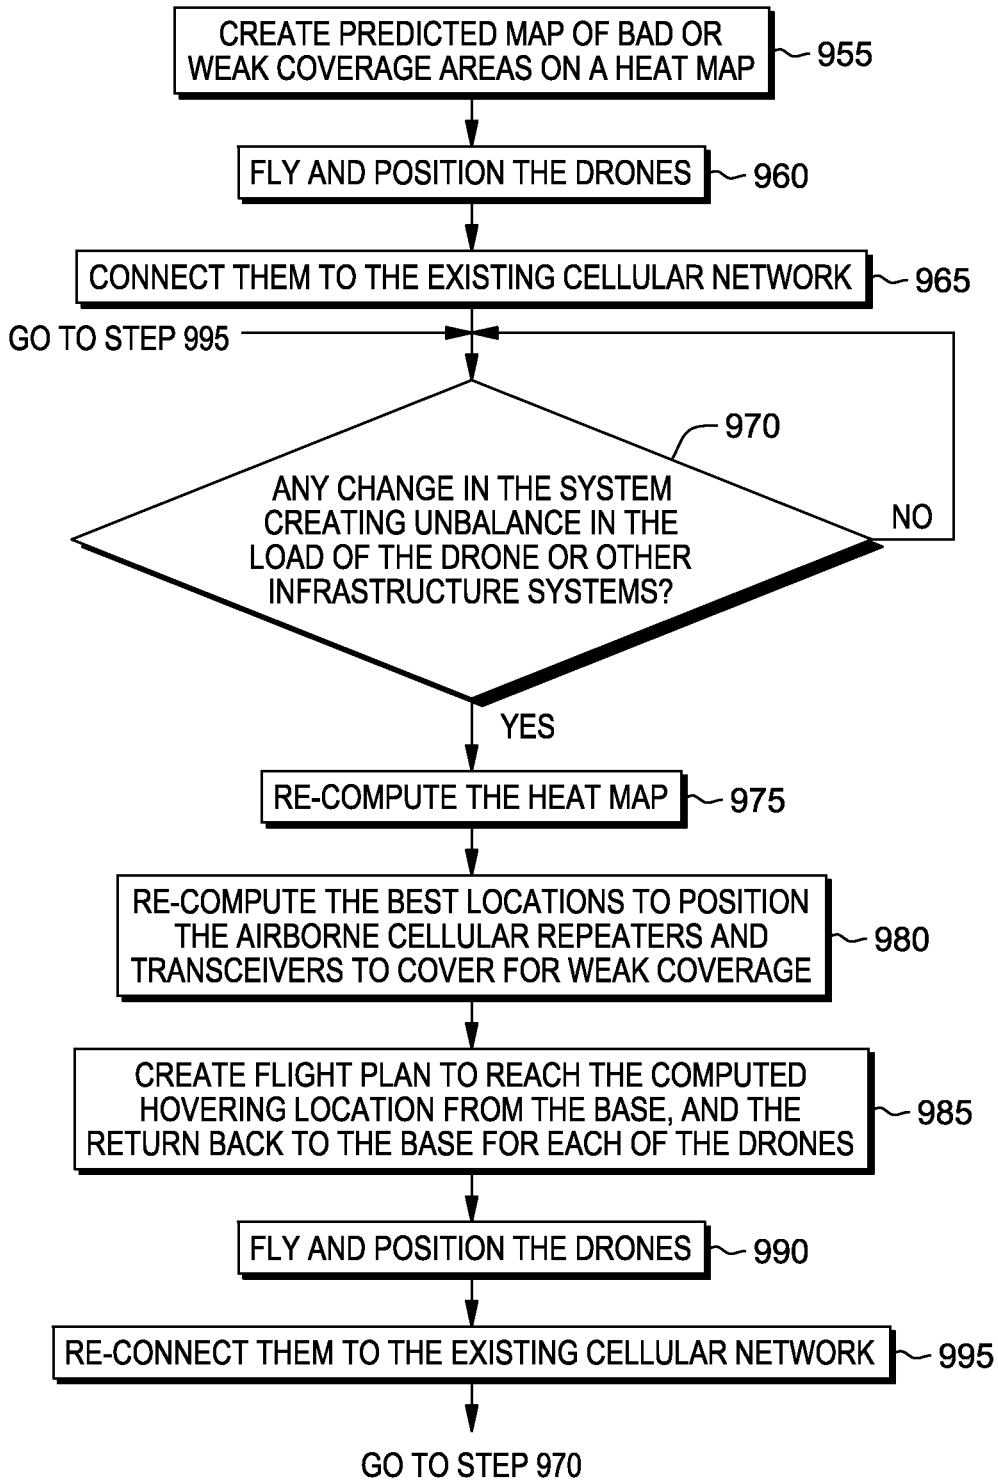 CREATE PREDICTED MAP OF BAD OR
WEAK COVERAGE AREAS ON A HEAT MAP
955
FLY AND POSITION THE DRONES
960
CONNECT THEM TO THE EXISTING CELLULAR NETWORK
965
GO TO STEP 995
970
ANY CHANGE IN THE SYSTEM
CREATING UNBALANCE IN THE
LOAD OF THE DRONE OR OTHER
INFRASTRUCTURE SYSTEMS?
NO
YES
RE-COMPUTE THE HEAT MAP
975
RE-COMPUTE THE BEST LOCATIONS TO POSITION
THE AIRBORNE CELLULAR REPEATERS AND
TRANSCEIVERS TO COVER FOR WEAK COVERAGE
980
CREATE FLIGHT PLAN TO REACH THE COMPUTED
HOVERING LOCATION FROM THE BASE, AND THE
RETURN BACK TO THE BASE FOR EACH OF THE DRONES
985
FLY AND POSITION THE DRONES
990
RE-CONNECT THEM TO THE EXISTING CELLULAR NETWORK
995
GO TO STEP 970